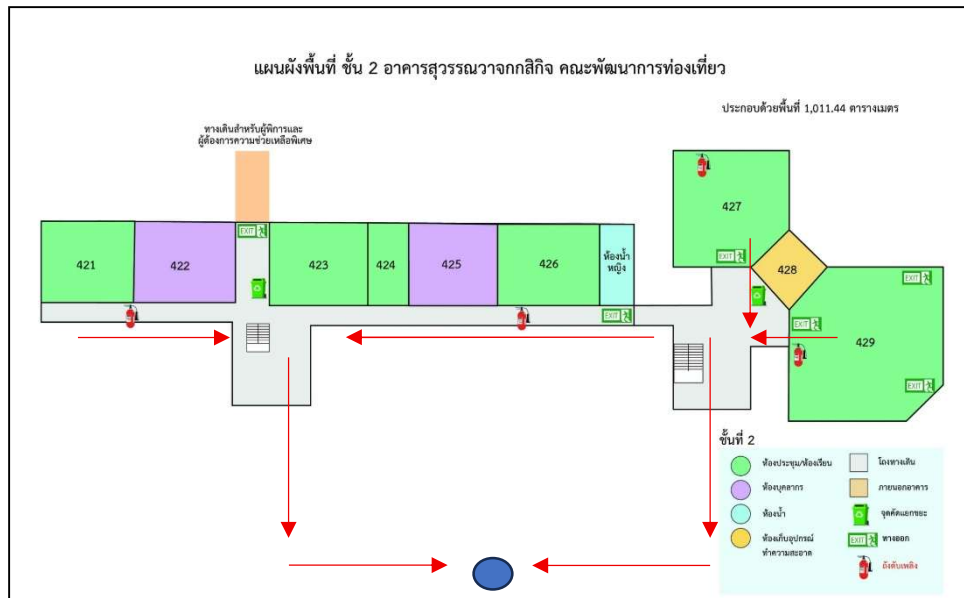 แผนผังพื้นที่ ชั้น 2 อาคารสุวรรณวาจกกสิกิจ คณะพัฒนาการท่องเที่ยว
ประกอบด้วยพื้นที่ 1,011.44 ตารางเมตร
ทางเดินสำหรับผู้พิการและ
ผู้ต้องการความช่วยเหลือพิเศษ
427
EXIT
421
422
423
424
425
426
ห้องน้ำ
หญิง
EXIT
428
EXIT
EXIT
EXIT
429
EXIT
ชั้นที่ 2
ห้องประชุม/ห้องเรียน
โถงทางเดิน
ห้องบุคลากร
ภายนอกอาคาร
ห้องน้ำ
จุดคัดแยกขยะ
ห้องเก็บอุปกรณ์
ทำความสะอาด
EXIT
ทางออก
ถังดับเพลิง